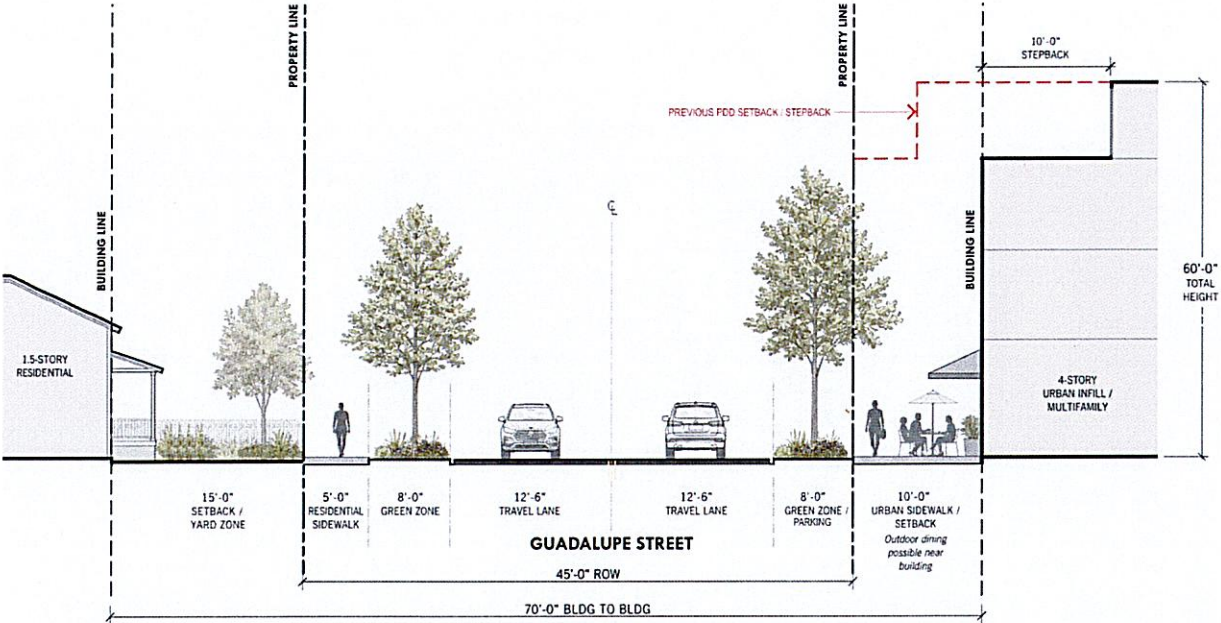 PROPERTY LINE
PROPERTY LINE
10'-0"
STEPBACK
PREVIOUS PDD SETBACK / STEPBACK
BUILDING LINE
BUILDING LINE
℄
60'-0"
TOTAL
HEIGHT
1.5-STORY
RESIDENTIAL
4-STORY
URBAN INFILL /
MULTIFAMILY
15'-0"
SETBACK /
YARD ZONE
5'-0"
RESIDENTIAL
SIDEWALK
8'-0"
GREEN ZONE
12'-6"
TRAVEL LANE
12'-6"
TRAVEL LANE
8'-0"
GREEN ZONE /
PARKING
10'-0"
URBAN SIDEWALK /
SETBACK
Outdoor dining
possible near
building
GUADALUPE STREET
45'-0" ROW
70'-0" BLDG TO BLDG